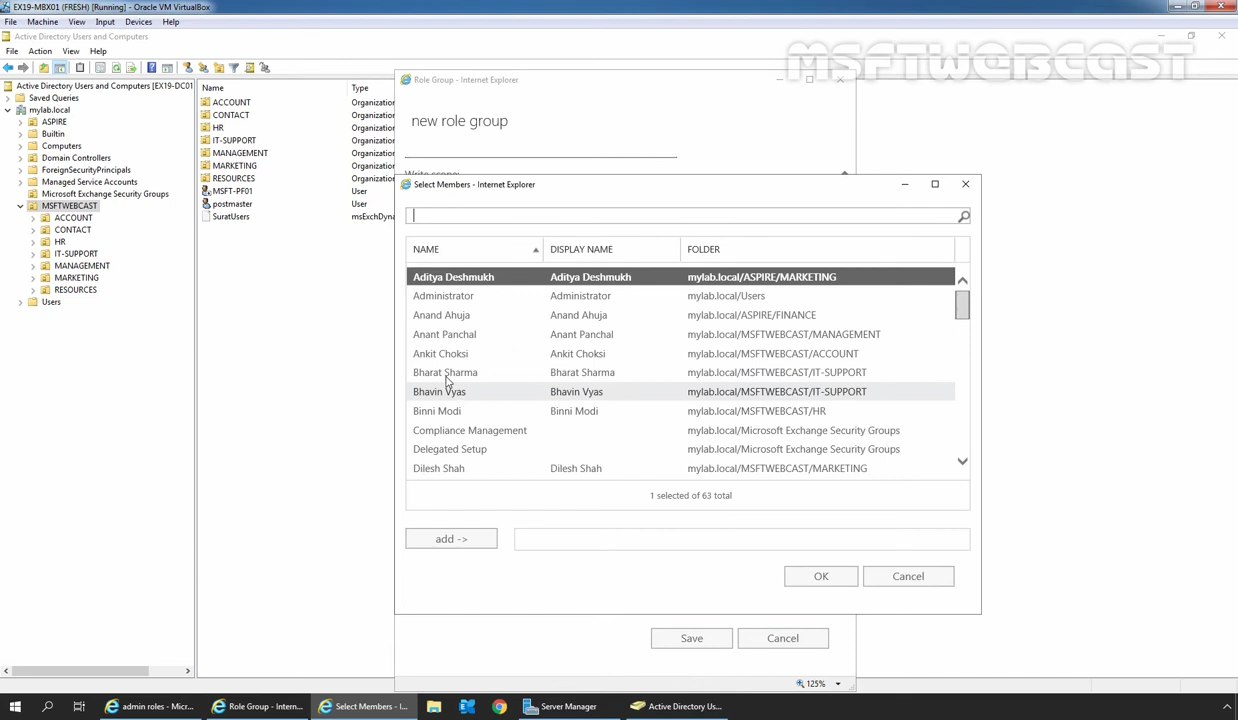 EX19-MBX01 (FRESH) [Running] - Oracle VM VirtualBox
File Machine View Input Devices Help
Active Directory Users and Computers
File Action View Help
MSFTWEBCAST
Active Directory Users and Computers [EX19-DC01
Saved Queries
mylab.local
ASPIRE
Builtin
Computers
Domain Controllers
ForeignSecurityPrincipals
Managed Service Accounts
Microsoft Exchange Security Groups
MSFTWEBCAST
ACCOUNT
CONTACT
HR
IT-SUPPORT
MANAGEMENT
MARKETING
RESOURCES
Users
Name Type
ACCOUNT Organizatio
CONTACT Organizatio
HR Organizatio
IT-SUPPORT Organizatio
MANAGEMENT Organizatio
MARKETING Organizatio
RESOURCES Organizatio
MSFT-PF01 User
postmaster User
SuratUsers msExchDyna
Role Group - Internet Explorer
new role group
Write scope:
Select Members - Internet Explorer
NAME DISPLAY NAME FOLDER
Aditya Deshmukh Aditya Deshmukh mylab.local/ASPIRE/MARKETING
Administrator Administrator mylab.local/Users
Anand Ahuja Anand Ahuja mylab.local/ASPIRE/FINANCE
Anant Panchal Anant Panchal mylab.local/MSFTWEBCAST/MANAGEMENT
Ankit Choksi Ankit Choksi mylab.local/MSFTWEBCAST/ACCOUNT
Bharat Sharma Bharat Sharma mylab.local/MSFTWEBCAST/IT-SUPPORT
Bhavin Vyas Bhavin Vyas mylab.local/MSFTWEBCAST/IT-SUPPORT
Binni Modi Binni Modi mylab.local/MSFTWEBCAST/HR
Compliance Management mylab.local/Microsoft Exchange Security Groups
Delegated Setup mylab.local/Microsoft Exchange Security Groups
Dilesh Shah Dilesh Shah mylab.local/MSFTWEBCAST/MARKETING
1 selected of 63 total
add ->
OK Cancel
Save Cancel
125%
admin roles - Micr... Role Group - Intern... Select Members - I... Server Manager Active Directory Us...